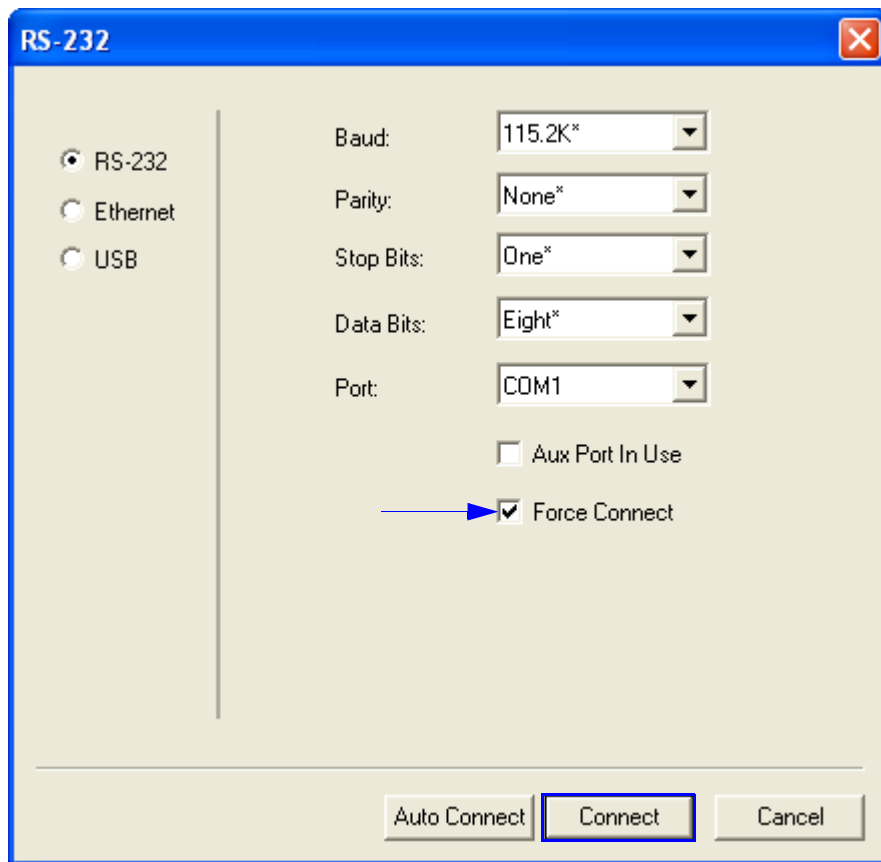 RS-232
RS-232
Ethernet
USB
Baud: 115.2K*
Parity: None*
Stop Bits: One*
Data Bits: Eight*
Port: COM1
Aux Port In Use
Force Connect
Auto Connect Connect Cancel